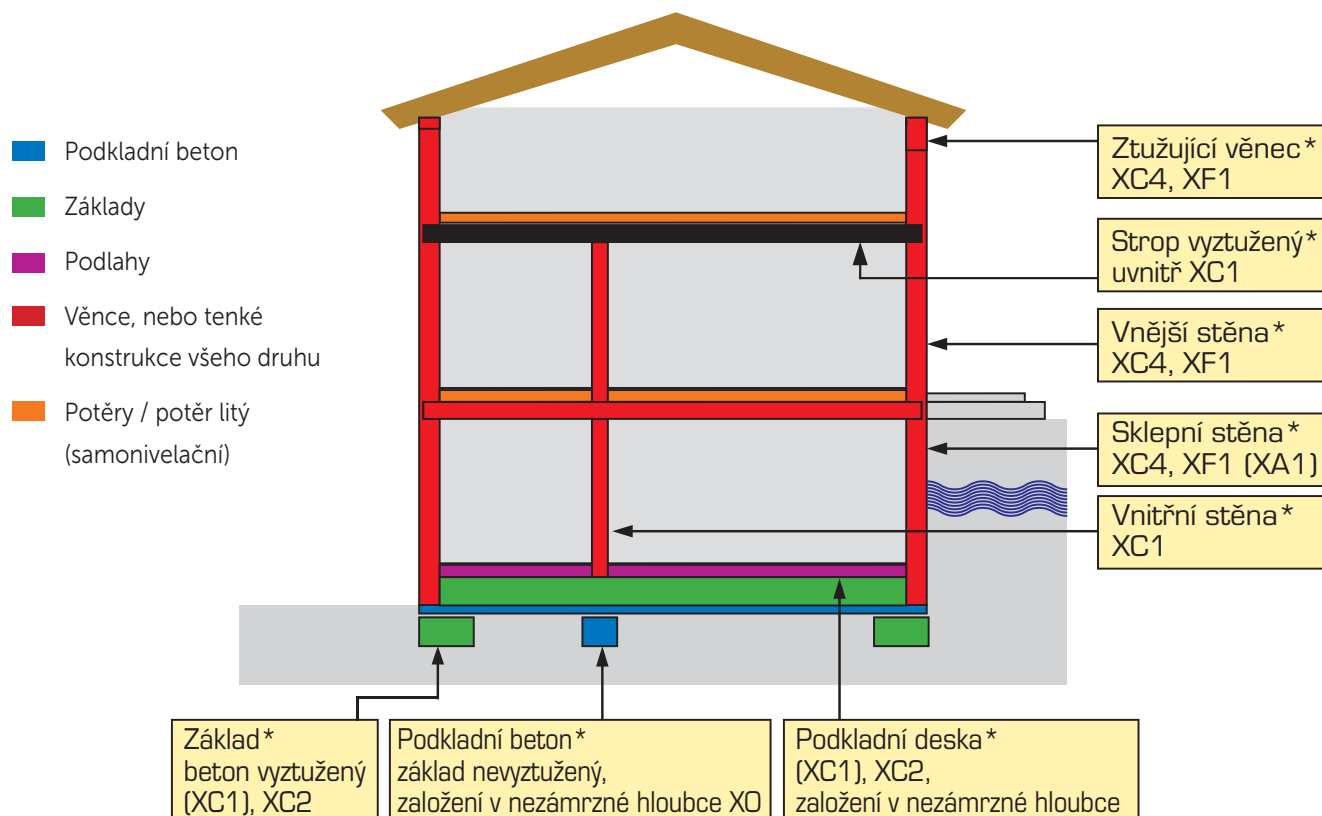 Podkladní beton
Základy
Podlahy
Věnce, nebo tenké
konstrukce všeho druhu
Potěry / potěr litý
(samonivelační)
Ztužující věnec*
XC4, XF1
Strop vyztužený*
uvnitř XC1
Vnější stěna*
XC4, XF1
Sklepní stěna*
XC4, XF1 (XA1)
Vnitřní stěna*
XC1
Základ*
beton vyztužený
(XC1), XC2
Podkladní beton*
základ nevyztužený,
založení v nezámrzné hloubce XO
Podkladní deska*
(XC1), XC2,
založení v nezámrzné hloubce